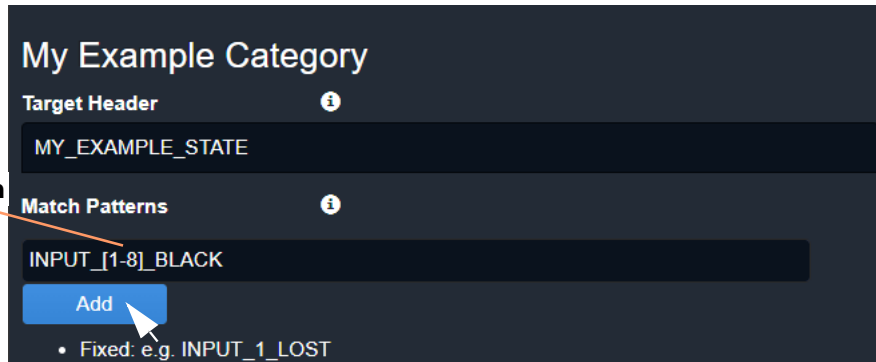 My Example Category
Target Header
MY_EXAMPLE_STATE
Match Patterns
INPUT_[1-8]_BLACK
Add
• Fixed: e.g. INPUT_1_LOST